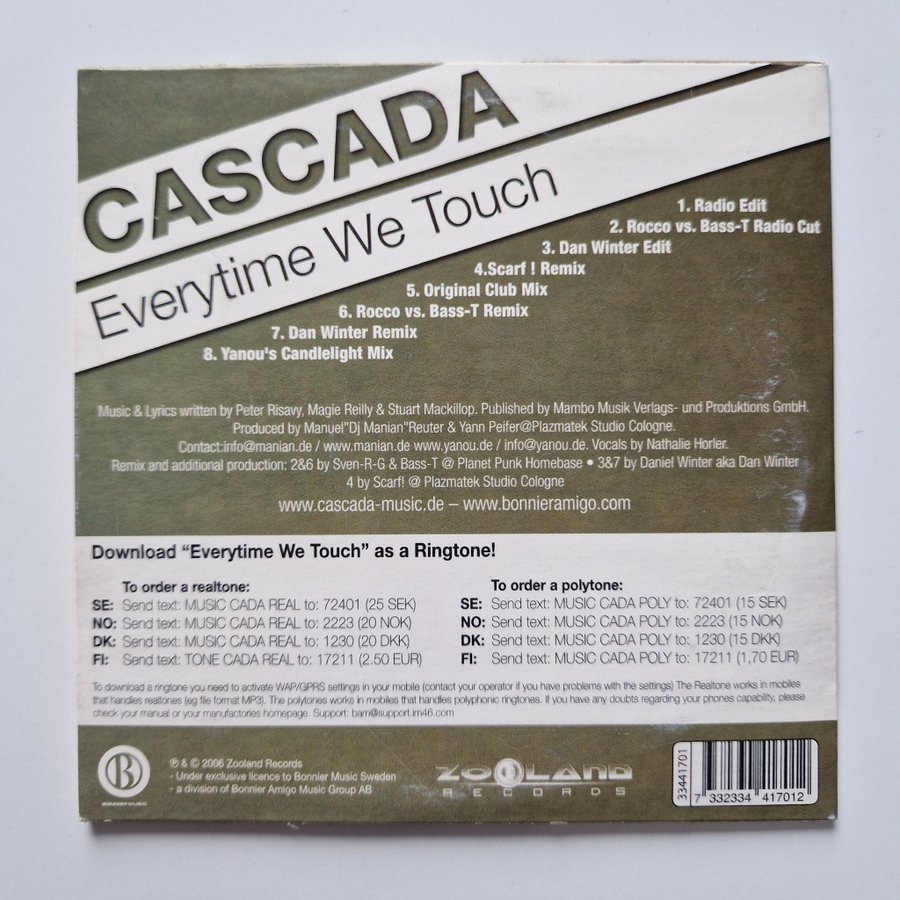 CASCADA
Everytime We Touch
1. Radio Edit
2. Rocco vs. Bass-T Radio Cut
3. Dan Winter Edit
4.Scarf ! Remix
5. Original Club Mix
6. Rocco vs. Bass-T Remix
7. Dan Winter Remix
8. Yanou's Candlelight Mix
Music & Lyrics written by Peter Risavy, Magie Reilly & Stuart Mackillop. Published by Mambo Musik Verlags- und Produktions GmbH.
Produced by Manuel"Dj Manian"Reuter & Yann Peifer@Plazmatek Studio Cologne.
Contact:info@manian.de / www.manian.de www.yanou.de / info@yanou.de. Vocals by Nathalie Horler.
Remix and additional production: 2&6 by Sven-R-G & Bass-T @ Planet Punk Homebase • 3&7 by Daniel Winter aka Dan Winter
4 by Scarf! @ Plazmatek Studio Cologne
www.cascada-music.de – www.bonnieramigo.com
Download “Everytime We Touch” as a Ringtone!
To order a realtone:
SE: Send text: MUSIC CADA REAL to: 72401 (25 SEK)
NO: Send text: MUSIC CADA REAL to: 2223 (20 NOK)
DK: Send text: MUSIC CADA REAL to: 1230 (20 DKK)
FI: Send text: TONE CADA REAL to: 17211 (2.50 EUR)
To order a polytone:
SE: Send text: MUSIC CADA POLY to: 72401 (15 SEK)
NO: Send text: MUSIC CADA POLY to: 2223 (15 NOK)
DK: Send text: MUSIC CADA POLY to: 1230 (15 DKK)
FI: Send text: MUSIC CADA POLY to: 17211 (1,70 EUR)
To download a ringtone you need to activate WAP/GPRS settings in your mobile (contact your operator if you have problems with the settings) The Realtone works in mobiles
that handles realtones (eg file format MP3). The polytones works in mobiles that handles polyphonic ringtones. If you have any doubts regarding your phones capability, please
check your manual or your manufactories homepage. Support: bam@support.im46.com
B
BONNIER MUSIC
℗ & © 2006 Zooland Records
- Under exclusive licence to Bonnier Music Sweden
- a division of Bonnier Amigo Music Group AB
ZOOLAND
RECORDS
33441701
7 332334 417012